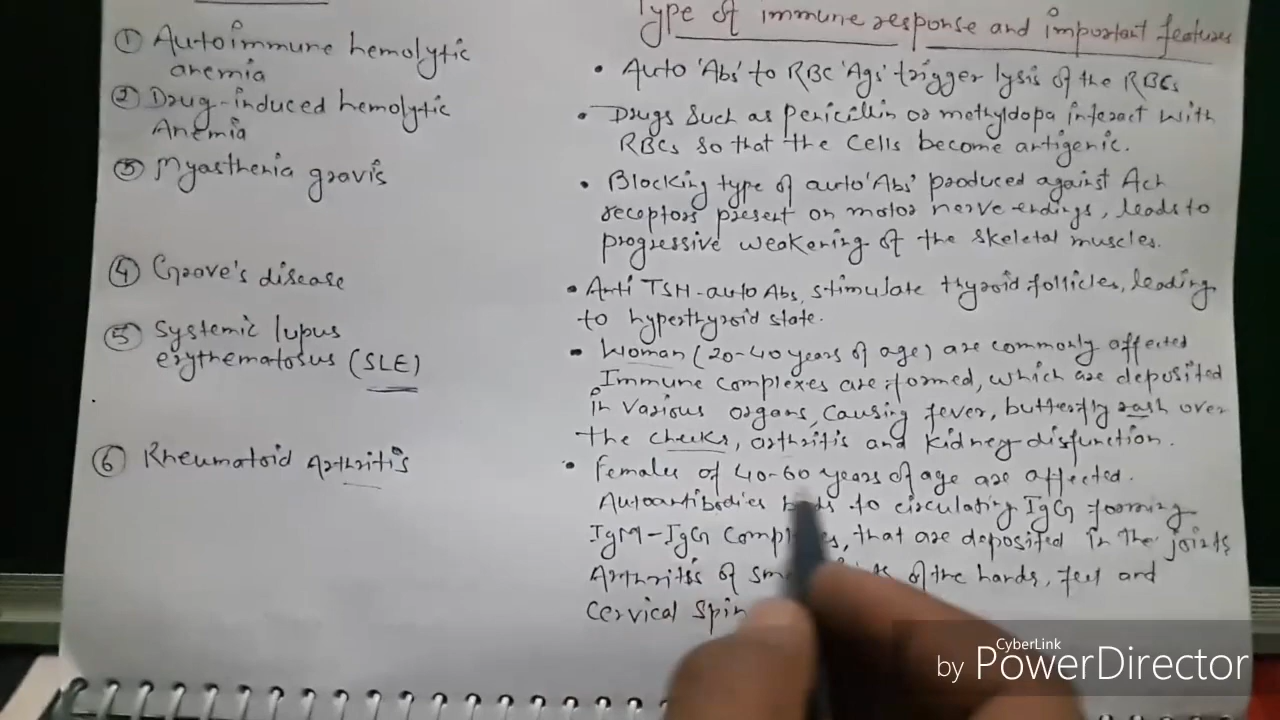 Type of immune response and important features
① Autoimmune hemolytic
anemia
• Auto 'Abs' to RBC 'Ags' trigger lysis of the RBCs
② Drug-induced hemolytic
Anemia
• Drugs such as penicillin or methyldopa interact with
RBCs so that the cells become antigenic.
③ Myasthenia gravis
• Blocking type of auto 'Abs' produced against Ach
receptors present on motor nerve endings, leads to
progressive weakening of the skeletal muscles.
④ Grave's disease
• Anti TSH-auto Abs, stimulate thyroid follicles, leading
to hyperthyroid state.
⑤ Systemic lupus
erythematosus (SLE)
• Woman (20-40 years of age) are commonly affected
Immune complexes are formed, which are deposited
in various organs, causing fever, butterfly rash over
the cheeks, arthritis and kidney disfunction.
⑥ Rheumatoid Arthritis
• Females of 40-60 years of age are affected.
Autoantibodies to circulating IgG forming
IgM-IgG that are deposited in the joints
Arthritis of of the hands, feet and
Cervical
CyberLink
by PowerDirector